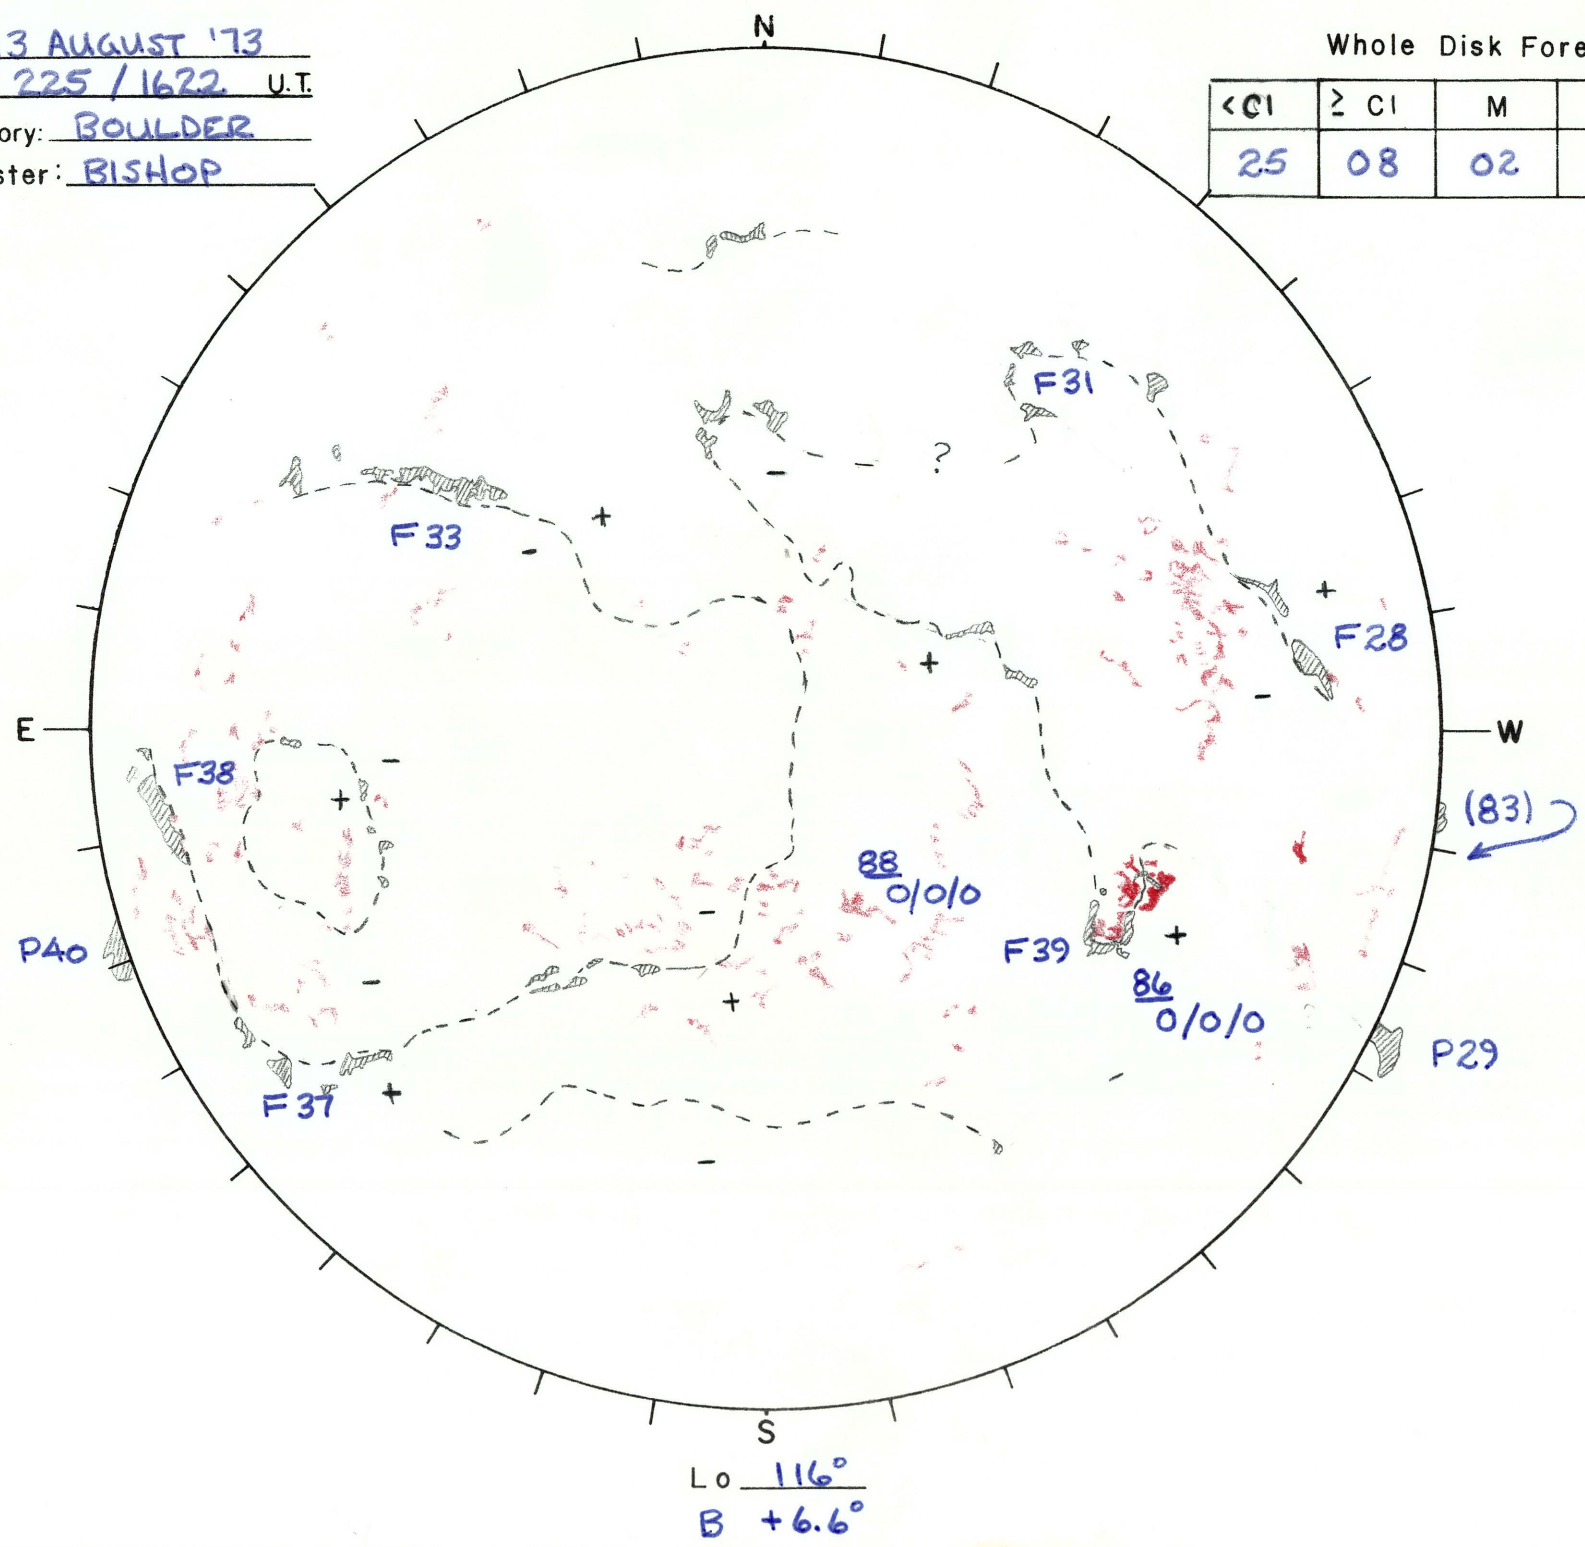 3 AUGUST '73
225 / 1622 U.T.
ory: BOULDER
ster: BISHOP
N
Whole Disk Fore
<C1 ≥ C1 M
25 08 02
F31
?
-
+
F33
-
+
F28
+
-
E
W
F38
-
+
(83)
88
0/0/0
-
P40
F39
+
-
86
0/0/0
+
P29
F37
+
-
-
S
Lo 116°
B +6.6°